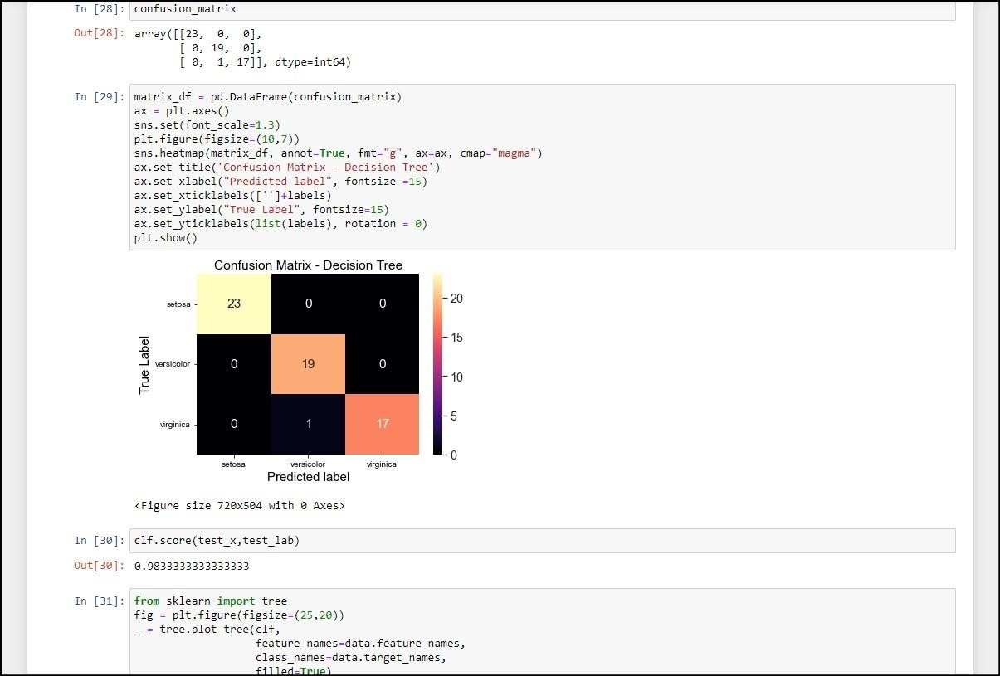 In [28]: confusion_matrix
Out[28]: array([[23,  0,  0],
       [ 0, 19,  0],
       [ 0,  1, 17]], dtype=int64)
In [29]: matrix_df = pd.DataFrame(confusion_matrix)
ax = plt.axes()
sns.set(font_scale=1.3)
plt.figure(figsize=(10,7))
sns.heatmap(matrix_df, annot=True, fmt="g", ax=ax, cmap="magma")
ax.set_title('Confusion Matrix - Decision Tree')
ax.set_xlabel("Predicted label", fontsize =15)
ax.set_xticklabels(['']+labels)
ax.set_ylabel("True Label", fontsize=15)
ax.set_yticklabels(list(labels), rotation = 0)
plt.show()
Confusion Matrix - Decision Tree
True Label
setosa 23 0 0
versicolor 0 19 0
virginica 0 1 17
setosa versicolor virginica
Predicted label
20
15
10
5
0
<Figure size 720x504 with 0 Axes>
In [30]: clf.score(test_x,test_lab)
Out[30]: 0.9833333333333333
In [31]: from sklearn import tree
fig = plt.figure(figsize=(25,20))
_ = tree.plot_tree(clf,
                   feature_names=data.feature_names,
                   class_names=data.target_names,
                   filled=True)